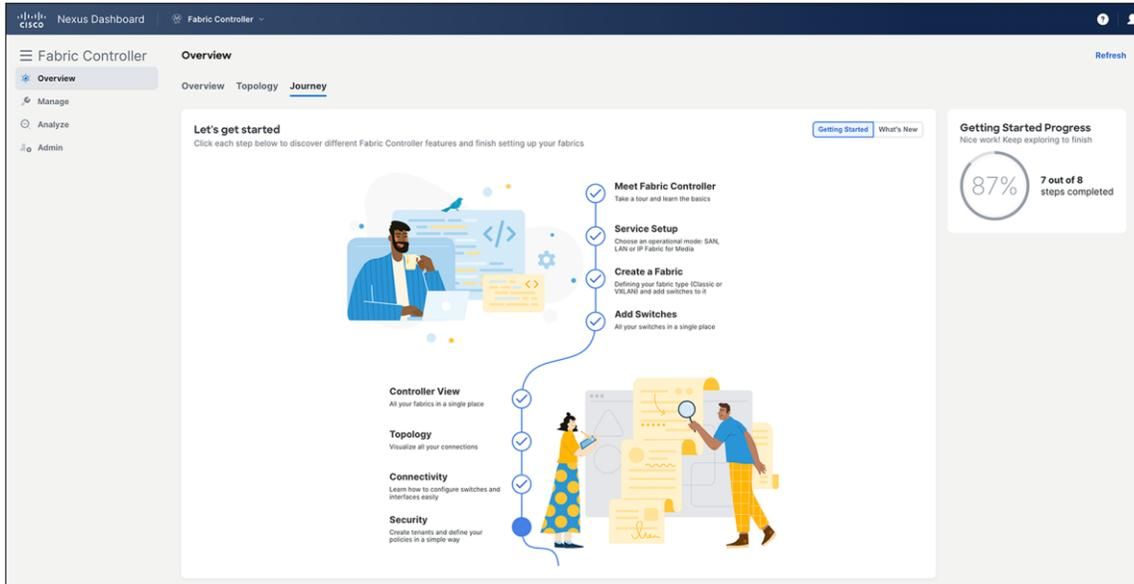 CISCO Nexus Dashboard Fabric Controller
Fabric Controller
Overview
Manage
Analyze
Admin
Overview
Refresh
Overview Topology Journey
Let's get started
Click each step below to discover different Fabric Controller features and finish setting up your fabrics
Getting Started What's New
Meet Fabric Controller
Take a tour and learn the basics
Service Setup
Choose an operational mode: SAN,
LAN or IP Fabric for Media
</>
Create a Fabric
Defining your fabric type (Classic or
VXLAN) and add switches to it
<>
Add Switches
All your switches in a single place
Controller View
All your fabrics in a single place
Topology
Visualize all your connections
Connectivity
Learn how to configure switches and
interfaces easily
Security
Create tenants and define your
policies in a simple way
Getting Started Progress
Nice work! Keep exploring to finish
87%
7 out of 8
steps completed